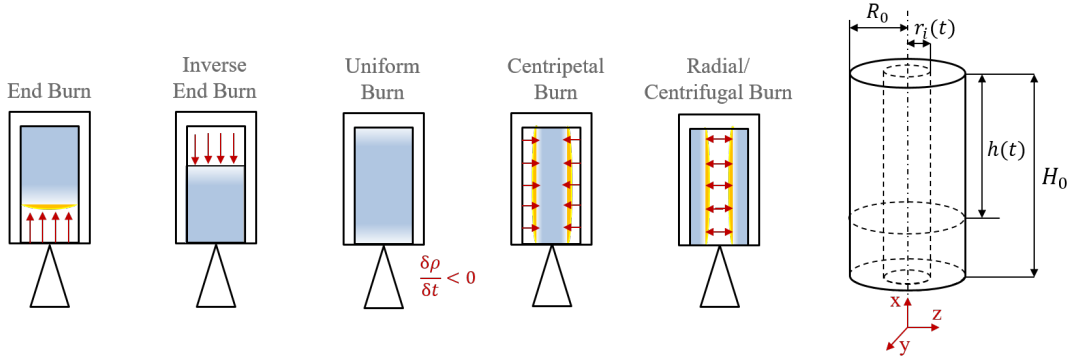 End Burn
Inverse
End Burn
Uniform
Burn
Centripetal
Burn
Radial/
Centrifugal Burn
δρ
δt
< 0
R₀
rᵢ(t)
h(t)
H₀
x
z
y